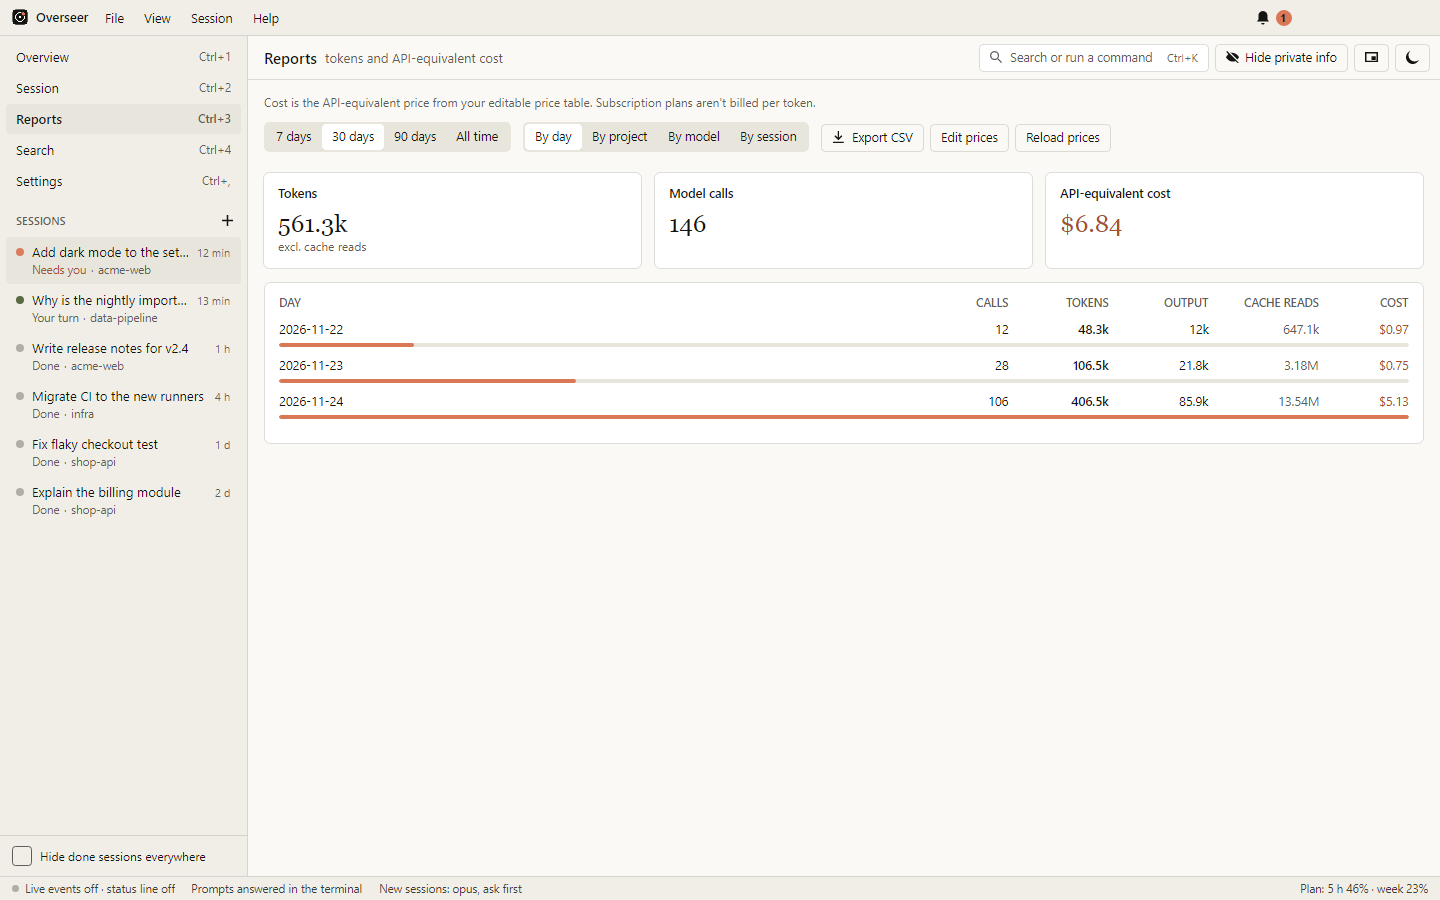 Overseer File View Session Help 1
Overview Ctrl+1
Session Ctrl+2
Reports Ctrl+3
Search Ctrl+4
Settings Ctrl+,
SESSIONS
Add dark mode to the set... 12 min
Needs you · acme-web
Why is the nightly import... 13 min
Your turn · data-pipeline
Write release notes for v2.4 1 h
Done · acme-web
Migrate CI to the new runners 4 h
Done · infra
Fix flaky checkout test 1 d
Done · shop-api
Explain the billing module 2 d
Done · shop-api
Hide done sessions everywhere
Reports tokens and API-equivalent cost Search or run a command Ctrl+K Hide private info
Cost is the API-equivalent price from your editable price table. Subscription plans aren't billed per token.
7 days 30 days 90 days All time By day By project By model By session Export CSV Edit prices Reload prices
Tokens
561.3k
excl. cache reads
Model calls
146
API-equivalent cost
$6.84
DAY CALLS TOKENS OUTPUT CACHE READS COST
2026-11-22 12 48.3k 12k 647.1k $0.97
2026-11-23 28 106.5k 21.8k 3.18M $0.75
2026-11-24 106 406.5k 85.9k 13.54M $5.13
Live events off · status line off Prompts answered in the terminal New sessions: opus, ask first Plan: 5 h 46% · week 23%